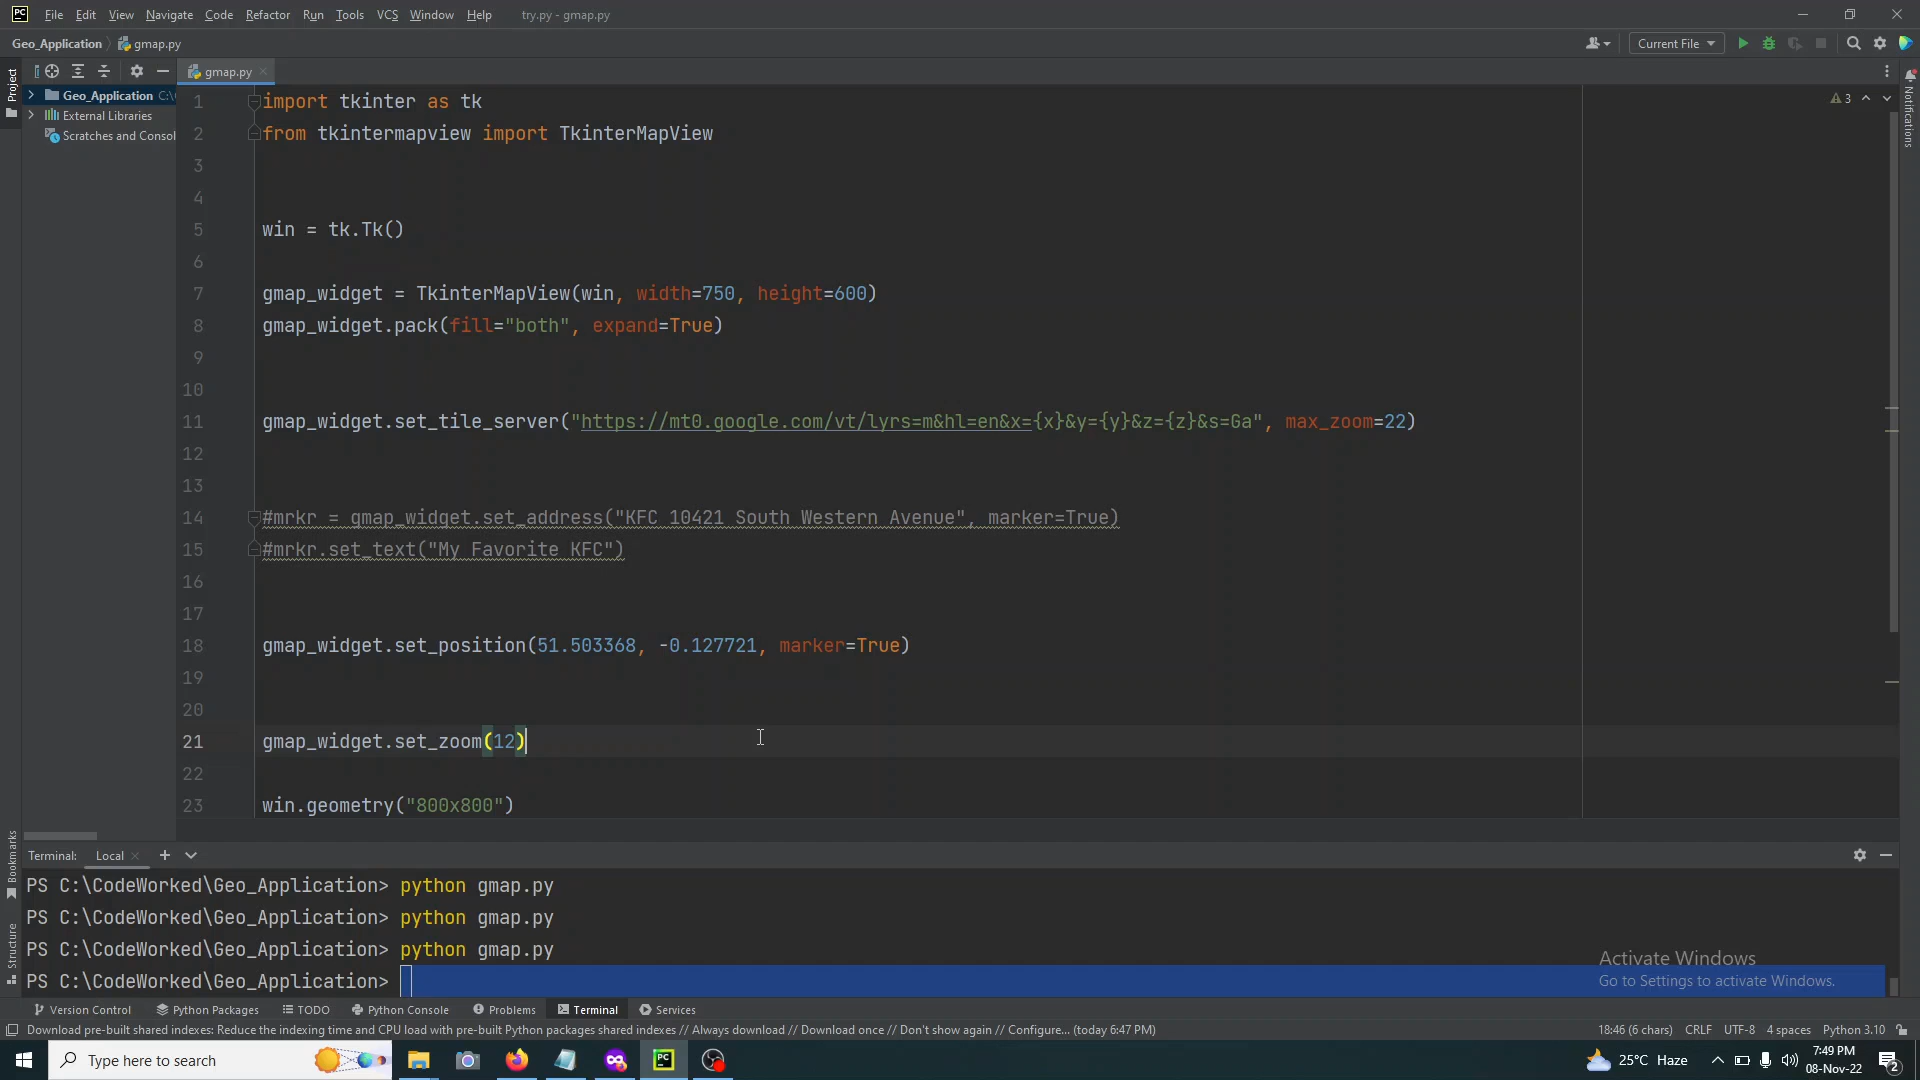 File Edit View Navigate Code Refactor Run Tools VCS Window Help try.py - gmap.py
Geo_Application gmap.py Current File
Project gmap.py
Geo_Application C:\
External Libraries
Scratches and Consol
3
Notifications
1 import tkinter as tk
2 from tkintermapview import TkinterMapView
3
4
5 win = tk.Tk()
6
7 gmap_widget = TkinterMapView(win, width=750, height=600)
8 gmap_widget.pack(fill="both", expand=True)
9
10
11 gmap_widget.set_tile_server("https://mt0.google.com/vt/lyrs=m&hl=en&x={x}&y={y}&z={z}&s=Ga", max_zoom=22)
12
13
14 #mrkr = gmap_widget.set_address("KFC 10421 South Western Avenue", marker=True)
15 #mrkr.set_text("My Favorite KFC")
16
17
18 gmap_widget.set_position(51.503368, -0.127721, marker=True)
19
20
21 gmap_widget.set_zoom(12)
22
23 win.geometry("800x800")
Bookmarks
Structure
Terminal: Local
PS C:\CodeWorked\Geo_Application> python gmap.py
PS C:\CodeWorked\Geo_Application> python gmap.py
PS C:\CodeWorked\Geo_Application> python gmap.py
PS C:\CodeWorked\Geo_Application>
Activate Windows
Go to Settings to activate Windows.
Version Control Python Packages TODO Python Console Problems Terminal Services
Download pre-built shared indexes: Reduce the indexing time and CPU load with pre-built Python packages shared indexes // Always download // Download once // Don't show again // Configure... (today 6:47 PM) 18:46 (6 chars) CRLF UTF-8 4 spaces Python 3.10
Type here to search 25°C Haze 7:49 PM
08-Nov-22 2